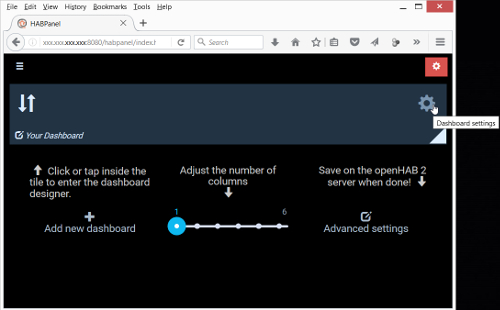 File Edit View History Bookmarks Tools Help
HABPanel
xxx.xxx.xxx.xxx:8080/habpanel/index.t
Search
Dashboard settings
Your Dashboard
Click or tap inside the
tile to enter the dashboard
designer.
Adjust the number of
columns
Save on the openHAB 2
server when done!
1 6
Add new dashboard
Advanced settings